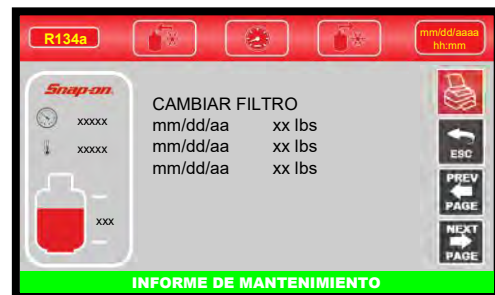 R134a
mm/dd/aaaa
hh:mm
Snap-on
xxxxx
xxxxx
xxx
CAMBIAR FILTRO
mm/dd/aa xx lbs
mm/dd/aa xx lbs
mm/dd/aa xx lbs
ESC
PREV
PAGE
NEXT
PAGE
INFORME DE MANTENIMIENTO